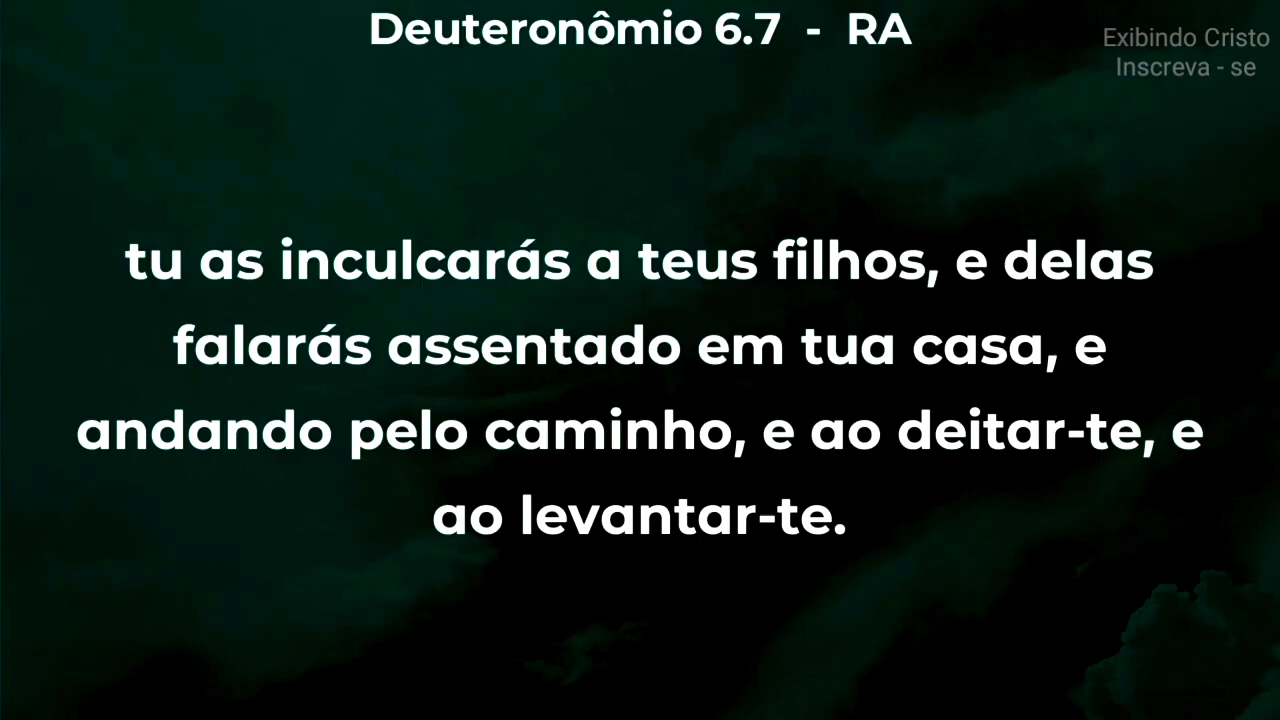 Deuteronômio 6.7 - RA
Exibindo Cristo
Inscreva - se
tu as inculcarás a teus filhos, e delas
falarás assentado em tua casa, e
andando pelo caminho, e ao deitar-te, e
ao levantar-te.